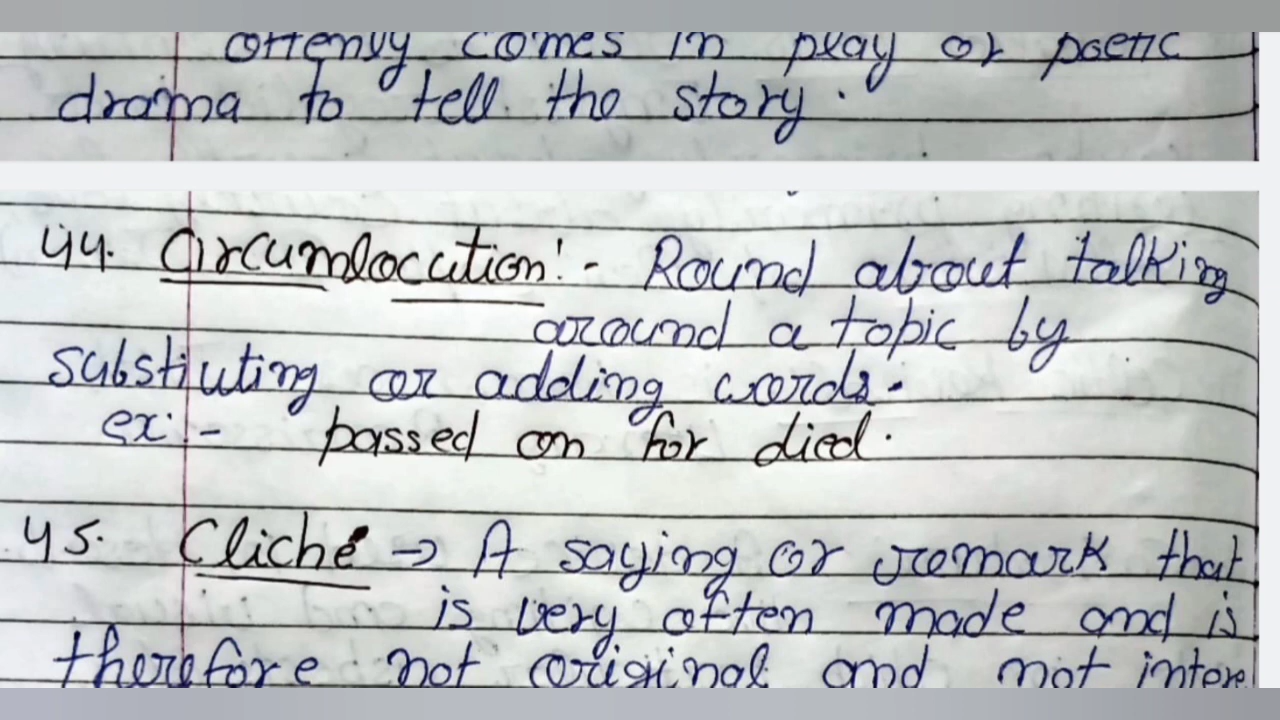 oftenly comes in play or poetic
drama to tell the story.
44. Circumlocution:- Round about talking
around a topic by
substiuting or adding words.
ex:- passed on for died.
45. Cliché → A saying or remark that
is very often made and is
therefore not original and not intere